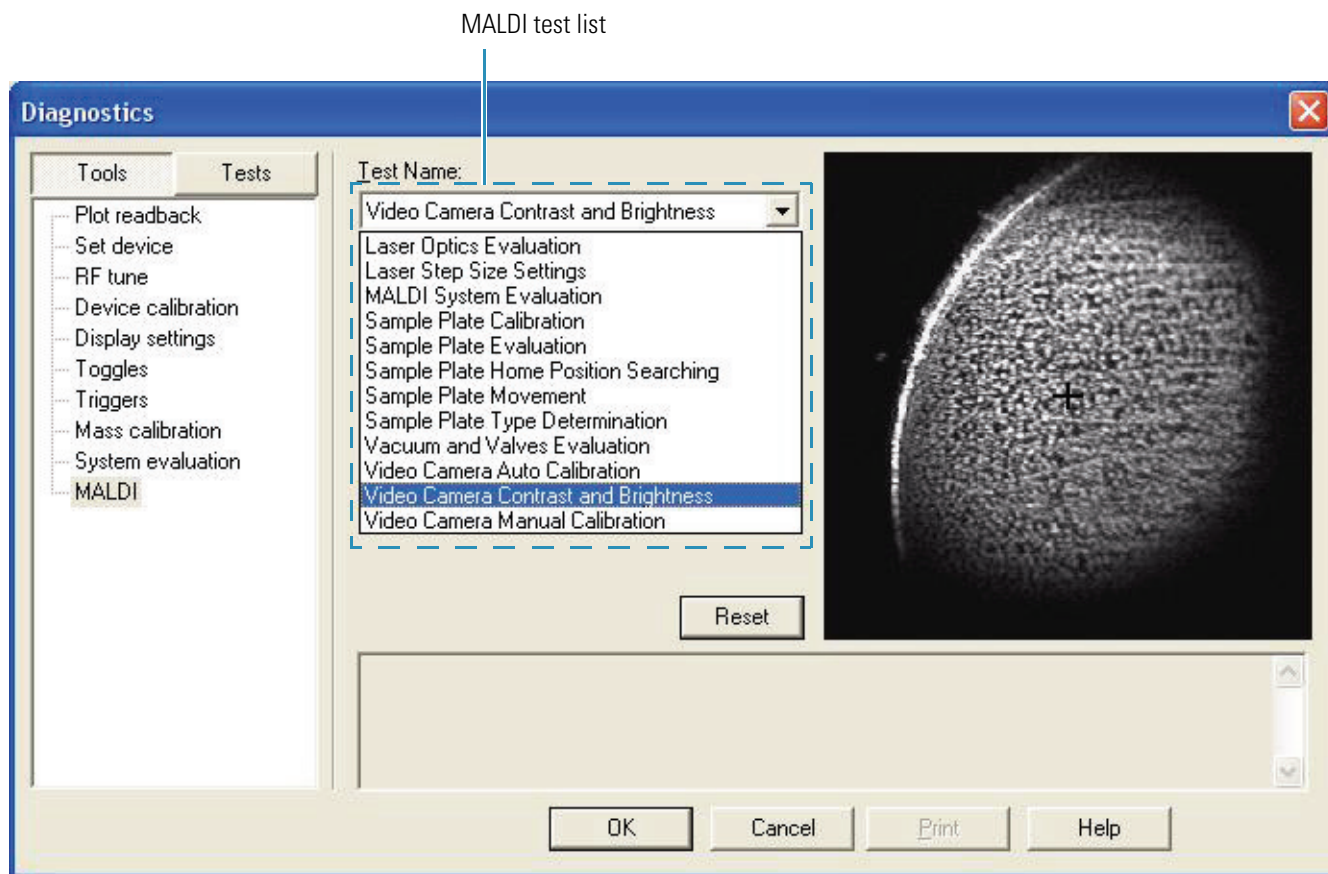 MALDI test list
Diagnostics
Tools Tests
Plot readback
Set device
RF tune
Device calibration
Display settings
Toggles
Triggers
Mass calibration
System evaluation
MALDI
Test Name:
Video Camera Contrast and Brightness
Laser Optics Evaluation
Laser Step Size Settings
MALDI System Evaluation
Sample Plate Calibration
Sample Plate Evaluation
Sample Plate Home Position Searching
Sample Plate Movement
Sample Plate Type Determination
Vacuum and Valves Evaluation
Video Camera Auto Calibration
Video Camera Contrast and Brightness
Video Camera Manual Calibration
Reset
OK Cancel Print Help